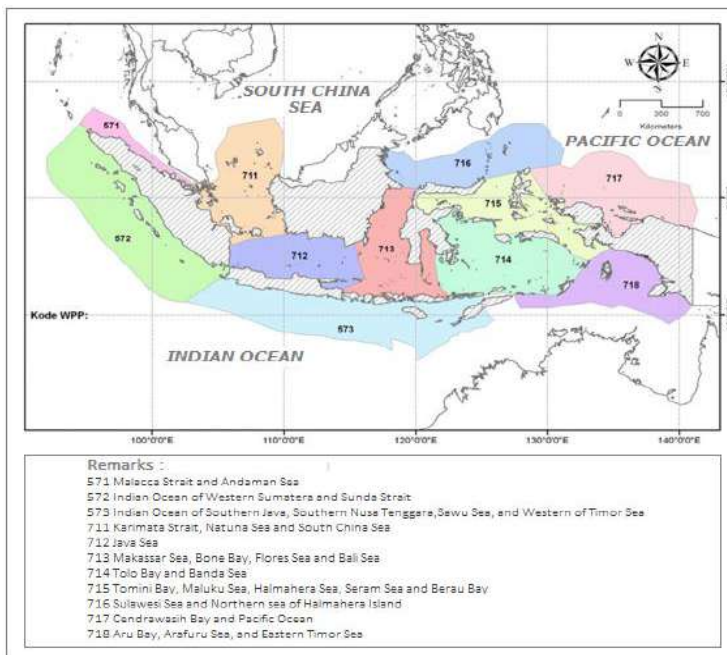 N
W E
S
0 350 700
Kilometers
SOUTH CHINA
SEA
PACIFIC OCEAN
571
711
716
717
572
715
712
713
714
718
573
Kode WPP:
INDIAN OCEAN
100°0'0"E 110°0'0"E 120°0'0"E 130°0'0"E 140°0'0"E
Remarks :
571 Malacca Strait and Andaman Sea
572 Indian Ocean of Western Sumatera and Sunda Strait
573 Indian Ocean of Southern Java, Southern Nusa Tenggara,Sawu Sea, and Western of Timor Sea
711 Karimata Strait, Natuna Sea and South China Sea
712 Java Sea
713 Makassar Sea, Bone Bay, Flores Sea and Bali Sea
714 Tolo Bay and Banda Sea
715 Tomini Bay, Maluku Sea, Halmahera Sea, Seram Sea and Berau Bay
716 Sulawesi Sea and Northern sea of Halmahera Island
717 Cendrawasih Bay and Pacific Ocean
718 Aru Bay, Arafuru Sea, and Eastern Timor Sea